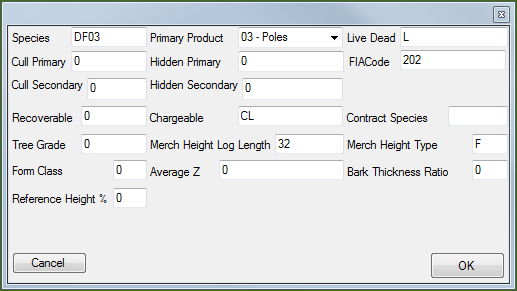 Species DF03 Primary Product 03 - Poles Live Dead L
Cull Primary 0 Hidden Primary 0 FIACode 202
Cull Secondary 0 Hidden Secondary 0
Recoverable 0 Chargeable CL Contract Species
Tree Grade 0 Merch Height Log Length 32 Merch Height Type F
Form Class 0 Average Z 0 Bark Thickness Ratio 0
Reference Height % 0
Cancel OK